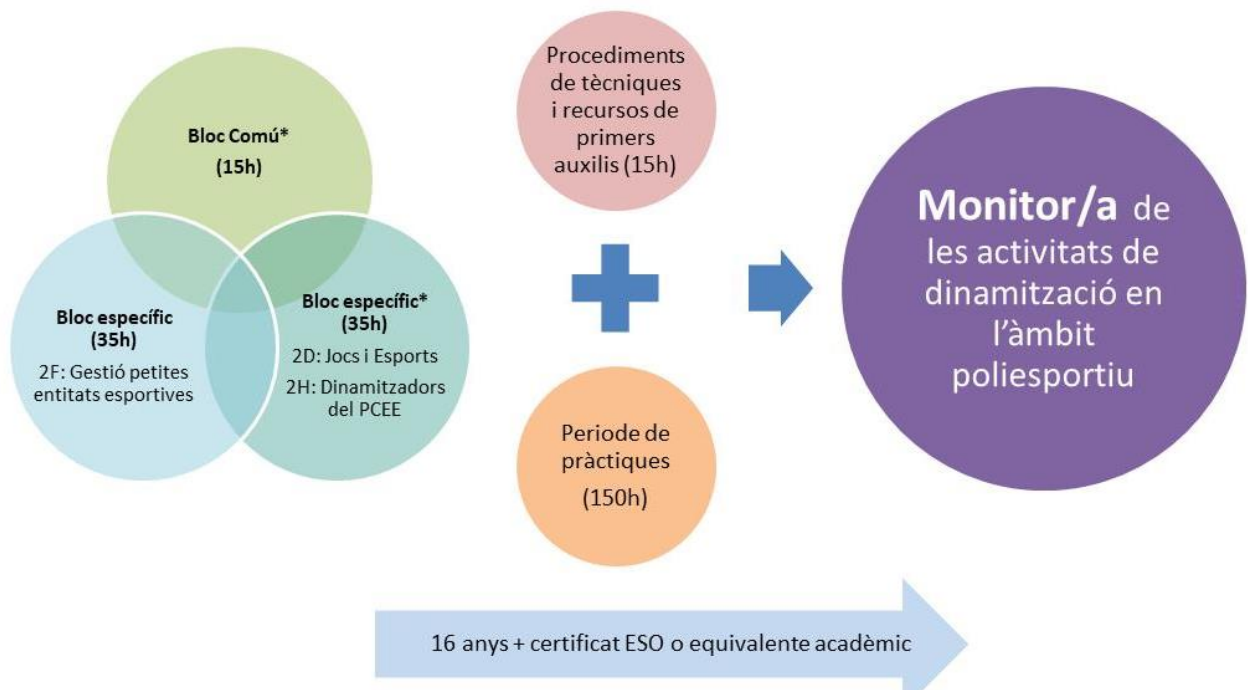 Bloc Comú*
(15h)
Bloc específic
(35h)
2F: Gestió petites
entitats esportives
Bloc específic*
(35h)
2D: Jocs i Esports
2H: Dinamitzadors
del PCEE
Procediments
de tècniques
i recursos de
primers
auxilis (15h)
Periode de
pràctiques
(150h)
Monitor/a de
les activitats de
dinamització en
l’àmbit
poliesportiu
16 anys + certificat ESO o equivalente acadèmic